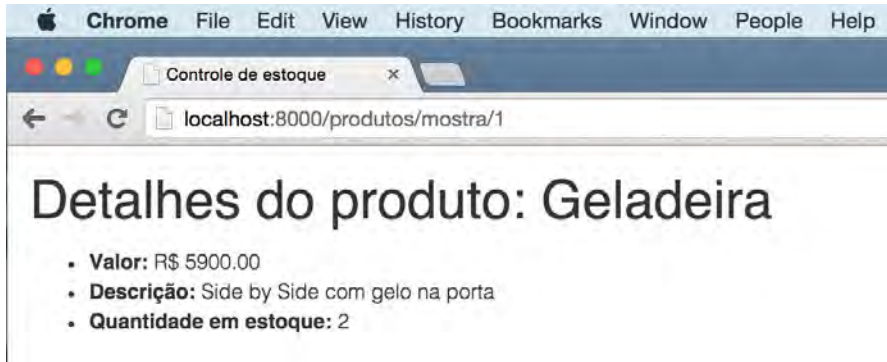 Chrome File Edit View History Bookmarks Window People Help
Controle de estoque ×
localhost:8000/produtos/mostra/1
Detalhes do produto: Geladeira
• Valor: R$ 5900.00
• Descrição: Side by Side com gelo na porta
• Quantidade em estoque: 2